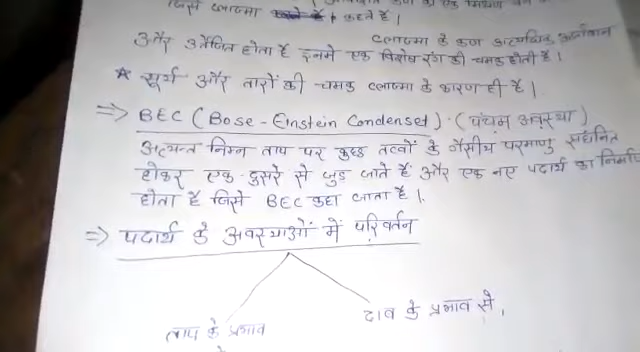 जिसे प्लाज्मा कहते हैं।
प्लाज्मा के कण अत्यधिक ऊर्जावान
और उत्तेजित होता है इनमें एक विशेष रंग की चमक होती है।
* सूर्य और तारों की चमक प्लाज्मा के कारण ही है।
=> BEC (Bose-Einstein Condenset). (पंचम अवस्था)
अत्यन्त निम्न ताप पर कुछ तत्वों के गैसीय परमाणु संघनित
होकर एक दुसरे से जुड़ जाते हैं और एक नए पदार्थ का निर्माण
होता है जिसे BEC कहा जाता है।
=> पदार्थ के अवस्थाओं में परिवर्तन
ताप के प्रभाव दाव के प्रभाव से,